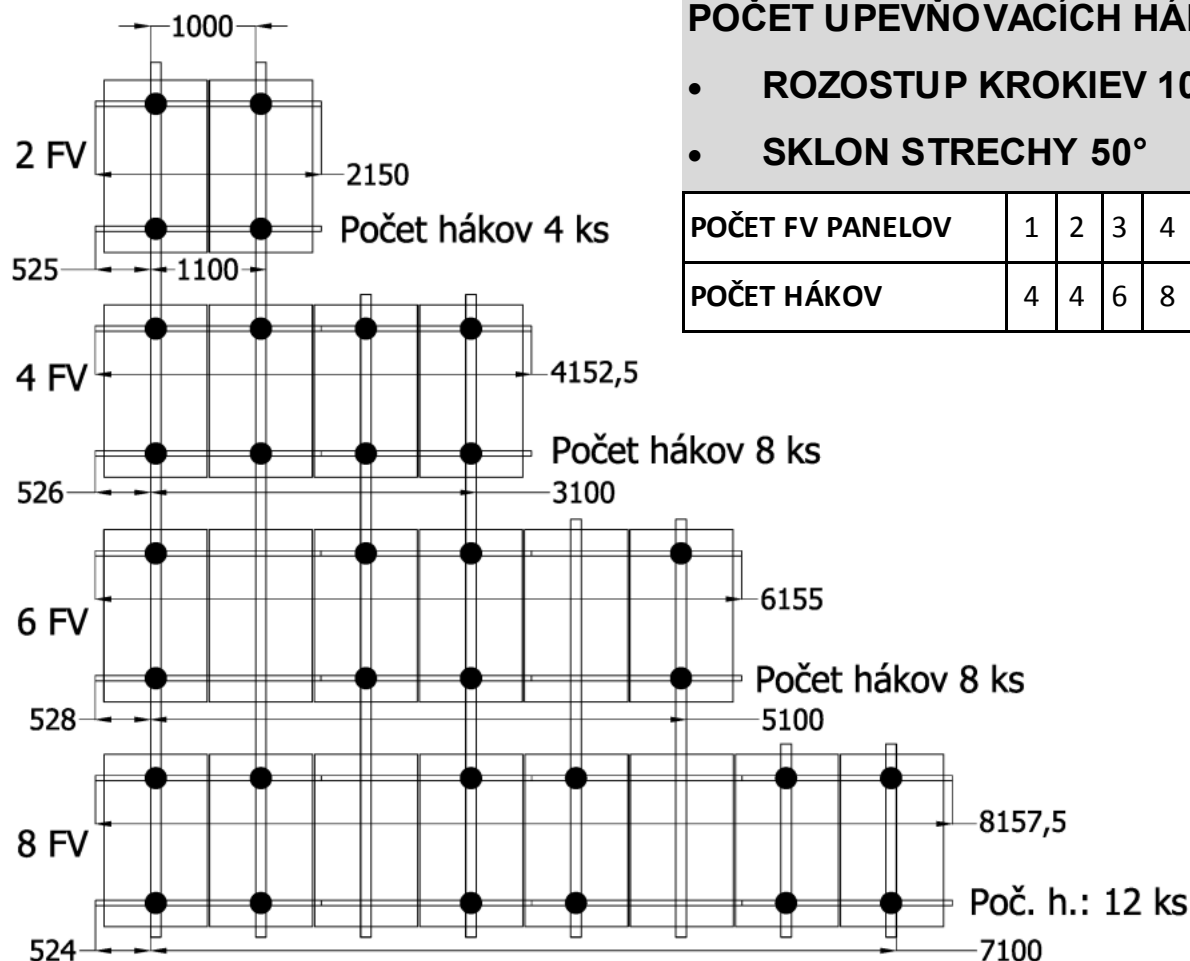 POČET UPEVŇOVACÍCH
• ROZOSTUP KROKIEV
• SKLON STRECHY 50°
POČET FV PANELOV 1 2 3 4
POČET HÁKOV 4 4 6 8
1000
2 FV
2150
Počet hákov 4 ks
525
1100
4 FV
4152,5
Počet hákov 8 ks
526
3100
6 FV
6155
Počet hákov 8 ks
528
5100
8 FV
8157,5
Poč. h.: 12 ks
524
7100